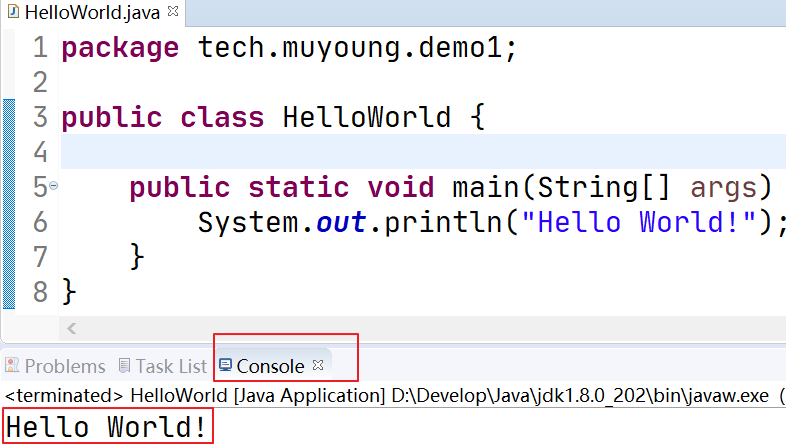 HelloWorld.java
1 package tech.muyoung.demo1;
2
3 public class HelloWorld {
4
5 public static void main(String[] args)
6 System.out.println("Hello World!");
7 }
8 }
Problems Task List Console
<terminated> HelloWorld [Java Application] D:\Develop\Java\jdk1.8.0_202\bin\javaw.exe (
Hello World!